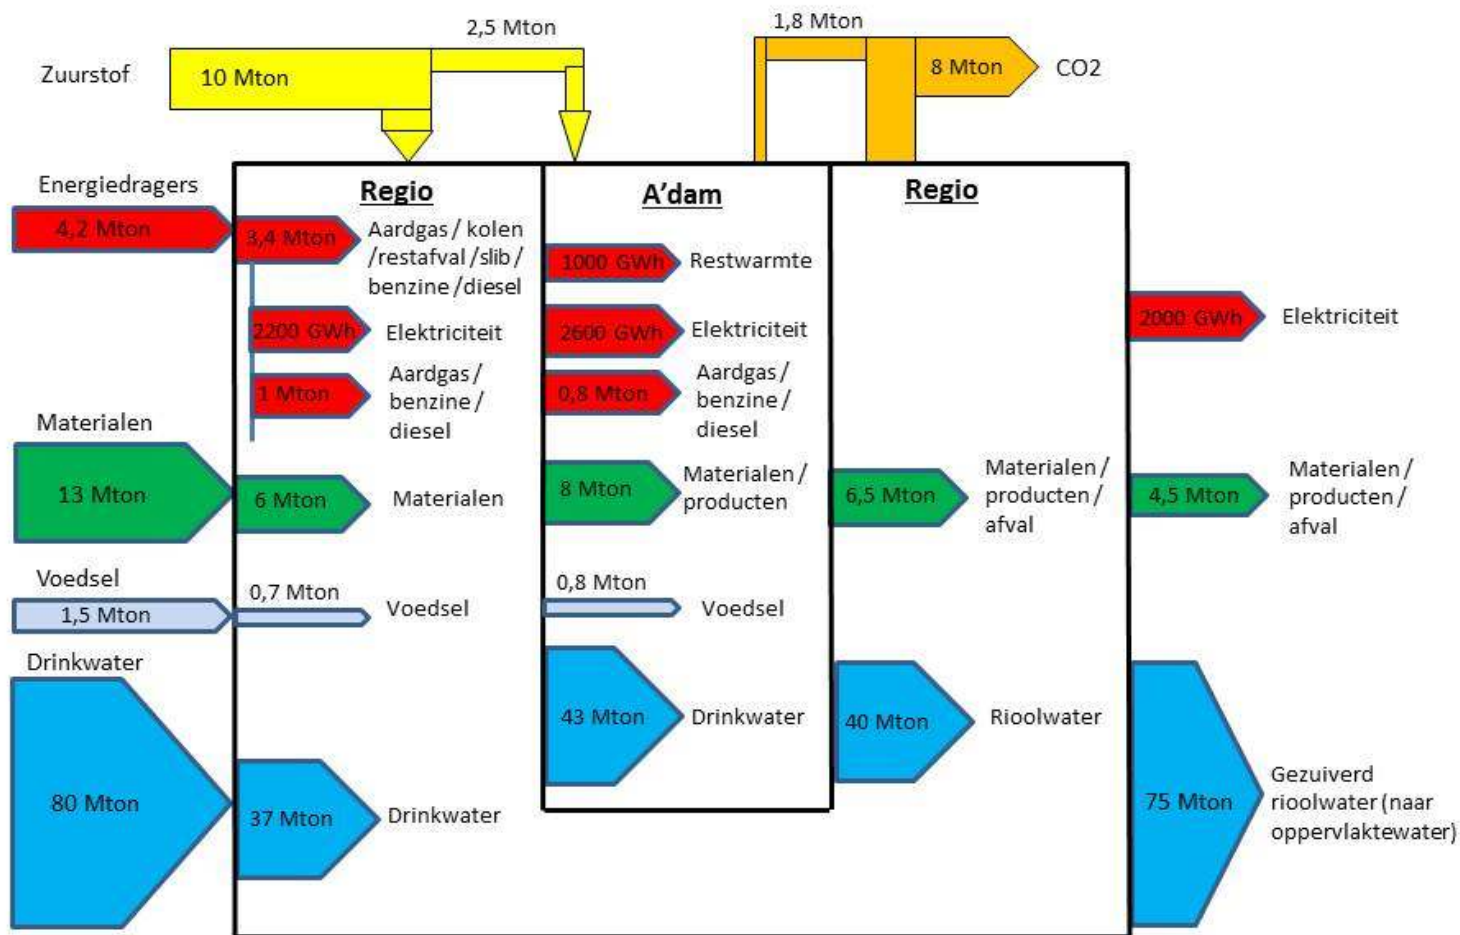 2,5 Mton
1,8 Mton
Zuurstof
10 Mton
8 Mton
CO2
Energiedragers
4,2 Mton
Regio
3,4 Mton
Aardgas / kolen
/restafval /slib /
benzine /diesel
2200 GWh
Elektriciteit
1 Mton
Aardgas /
benzine /
diesel
A'dam
1000 GWh
Restwarmte
2600 GWh
Elektriciteit
0,8 Mton
Aardgas /
benzine /
diesel
Regio
2000 GWh
Elektriciteit
Materialen
13 Mton
6 Mton
Materialen
8 Mton
Materialen /
producten
6,5 Mton
Materialen /
producten /
afval
4,5 Mton
Materialen /
producten /
afval
Voedsel
1,5 Mton
0,7 Mton
Voedsel
0,8 Mton
Voedsel
Drinkwater
80 Mton
37 Mton
Drinkwater
43 Mton
Drinkwater
40 Mton
Rioolwater
75 Mton
Gezuiverd
rioolwater (naar
oppervlaktewater)